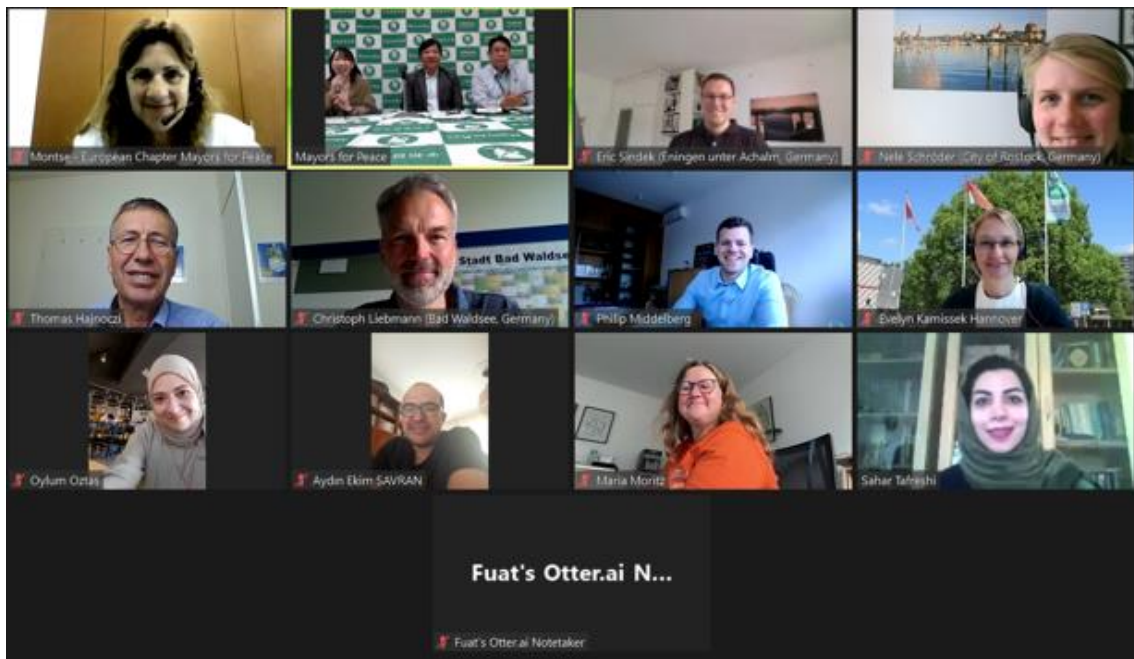 Montse - European Chapter Mayors for Peace
Mayors for Peace
Eric Sindek (Eningen unter Achalm, Germany)
Nele Schröder (City of Rostock, Germany)
Thomas Hajnoczi
Stadt Bad Waldse
Christoph Liebmann (Bad Waldsee, Germany)
Philip Middelberg
Evelyn Kamissek Hannover
Oylum Oztas
Aydın Ekim SAVRAN
Maria Moritz
Sahar Tafreshi
Fuat's Otter.ai N...
Fuat's Otter.ai Notetaker